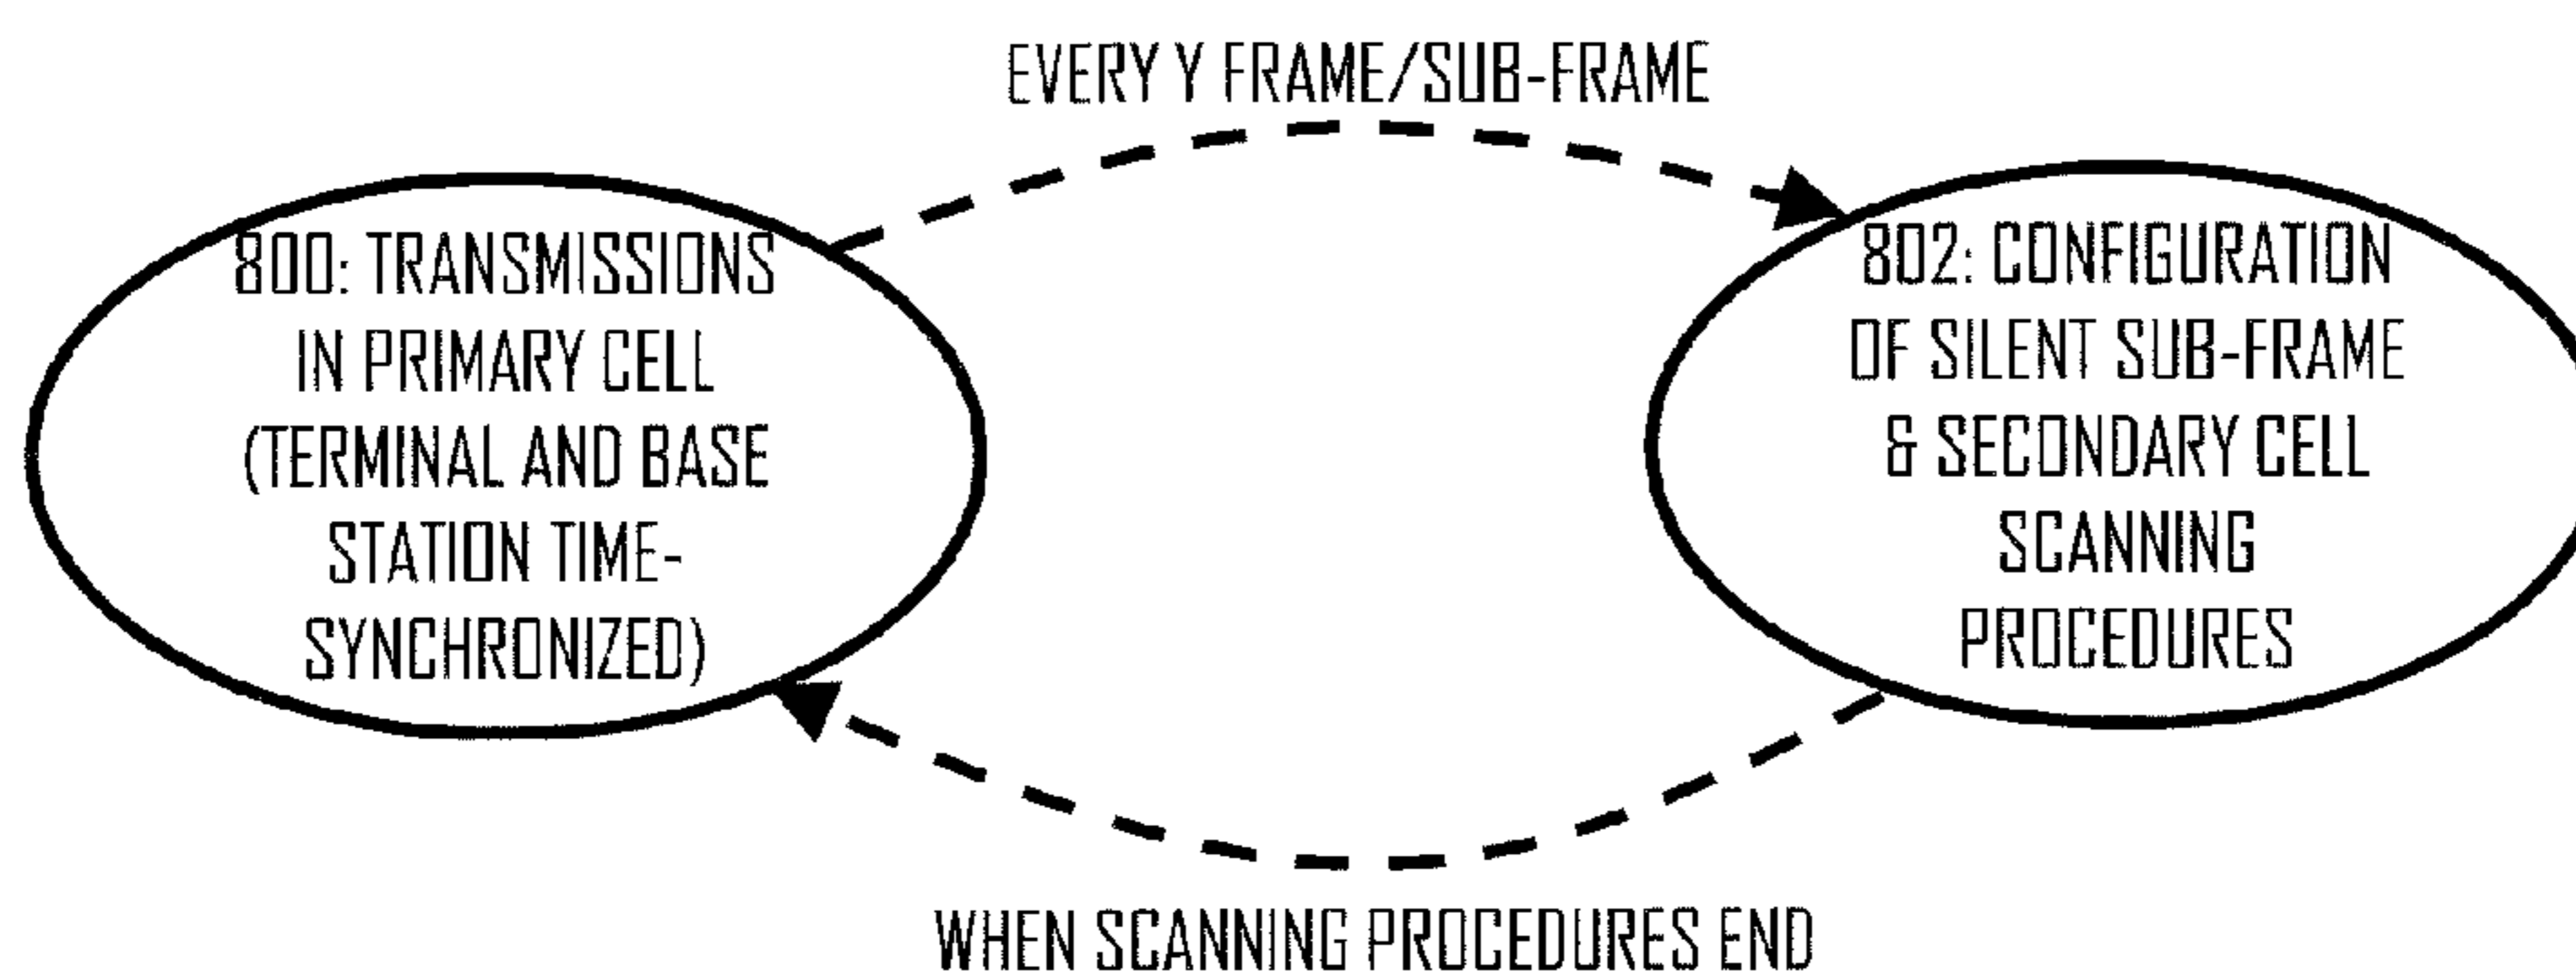 EVERY Y FRAME/SUB-FRAME
800: TRANSMISSIONS
IN PRIMARY CELL
(TERMINAL AND BASE
STATION TIME-
SYNCHRONIZED)
802: CONFIGURATION
OF SILENT SUB-FRAME
& SECONDARY CELL
SCANNING
PROCEDURES
WHEN SCANNING PROCEDURES END